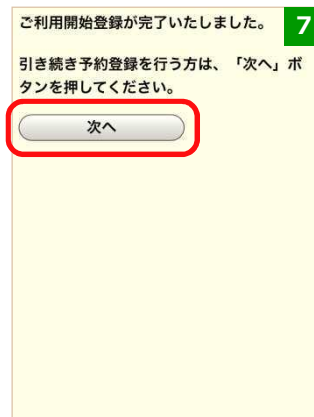 ご利用開始登録が完了いたしました。 7
引き続き予約登録を行う方は、「次へ」ボ
タンを押してください。
次へ